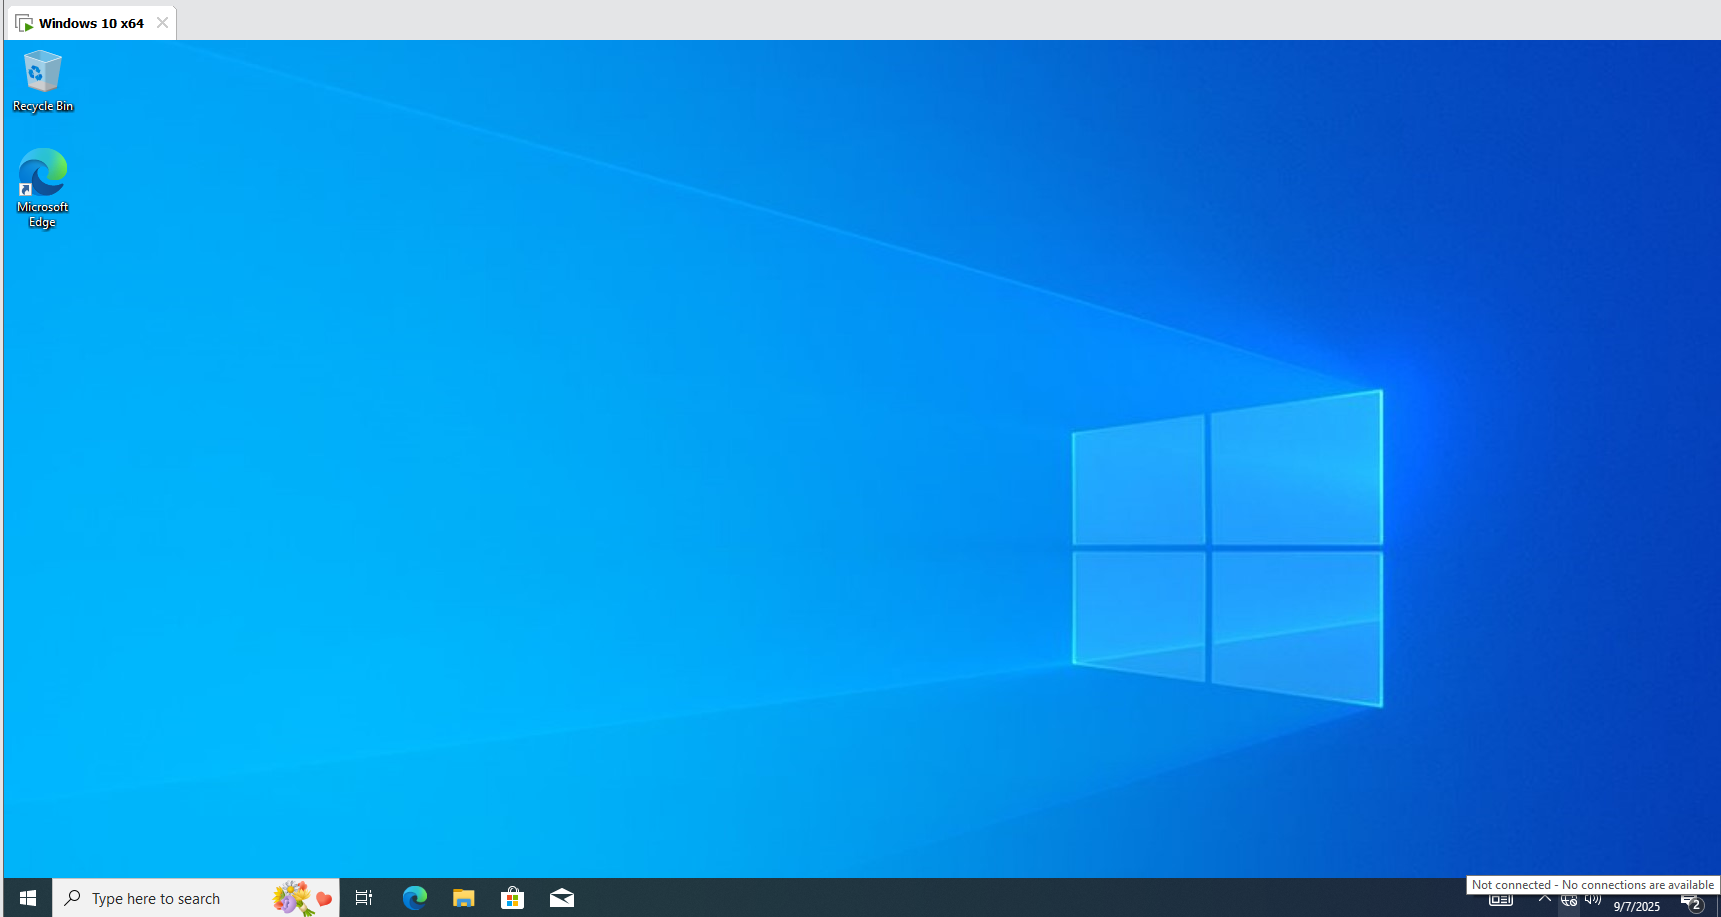 Windows 10 x64
Recycle Bin
Microsoft
Edge
Type here to search
Not connected - No connections are available
9/7/2025
2